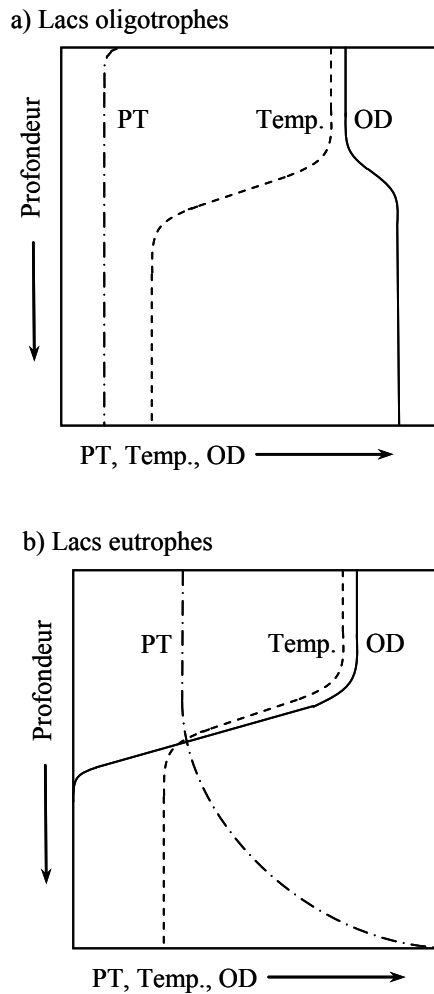 a) Lacs oligotrophes
PT
Temp.
OD
Profondeur
PT, Temp., OD
b) Lacs eutrophes
PT
Temp.
OD
Profondeur
PT, Temp., OD